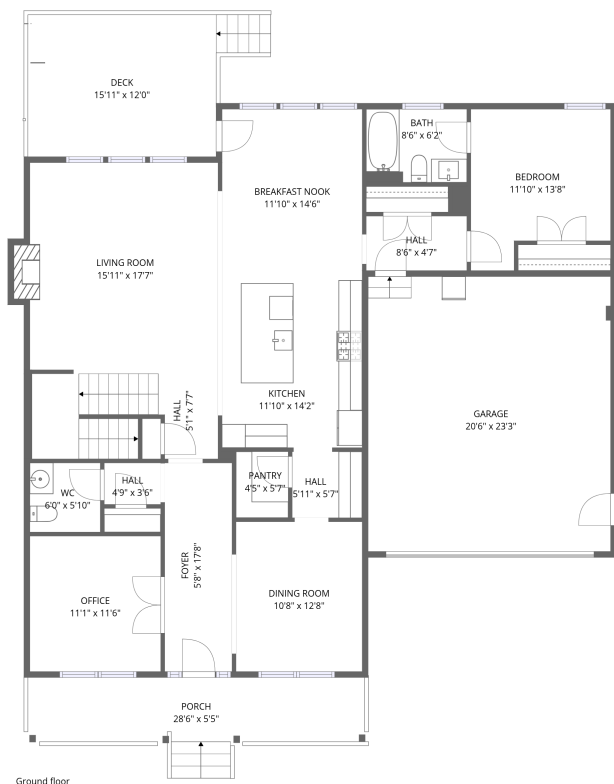 DECK
15'11" x 12'0"
BATH
8'6" x 6'2"
BREAKFAST NOOK
11'10" x 14'6"
BEDROOM
11'10" x 13'8"
HALL
8'6" x 4'7"
LIVING ROOM
15'11" x 17'7"
KITCHEN
11'10" x 14'2"
HALL
5'1" x 7'7"
GARAGE
20'6" x 23'3"
PANTRY
4'5" x 5'7"
HALL
5'11" x 5'7"
HALL
4'9" x 3'6"
WC
6'0" x 5'10"
FOYER
5'8" x 17'8"
OFFICE
11'1" x 11'6"
DINING ROOM
10'8" x 12'8"
PORCH
28'6" x 5'5"
Ground floor